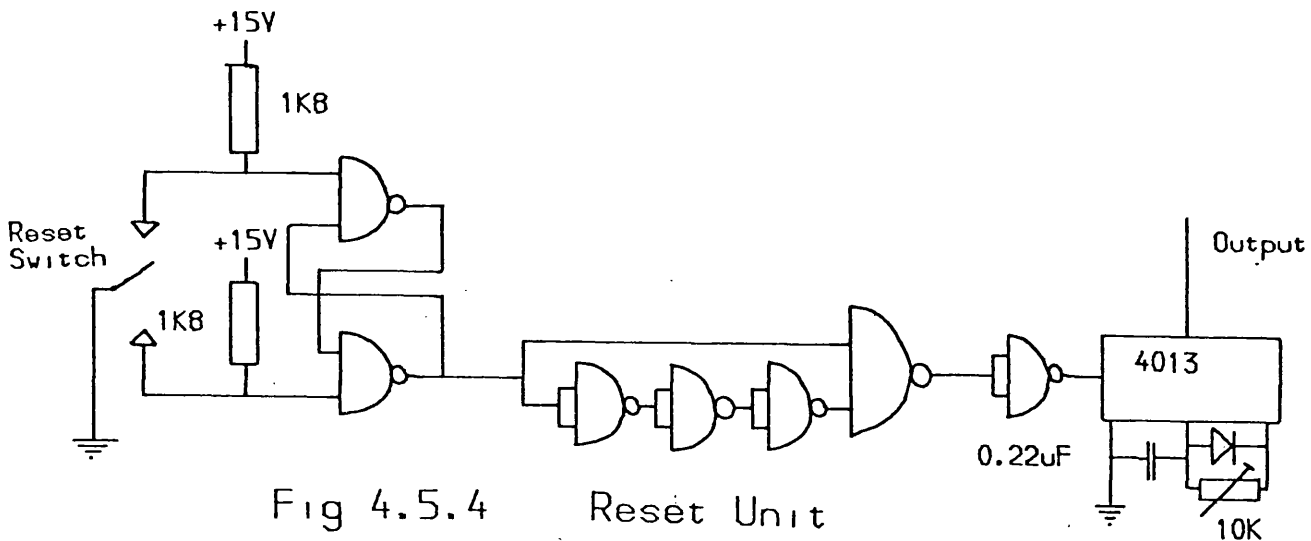 +15V
1K8
Reset
Switch
+15V
1K8
Output
4013
0.22uF
10K
Fig 4.5.4 Reset Unit